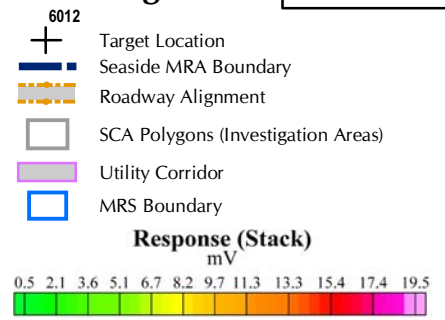 6012
Target Location
Seaside MRA Boundary
Roadway Alignment
SCA Polygons (Investigation Areas)
Utility Corridor
MRS Boundary
Response (Stack)
mV
0.5 2.1 3.6 5.1 6.7 8.2 9.7 11.3 13.3 15.4 17.4 19.5